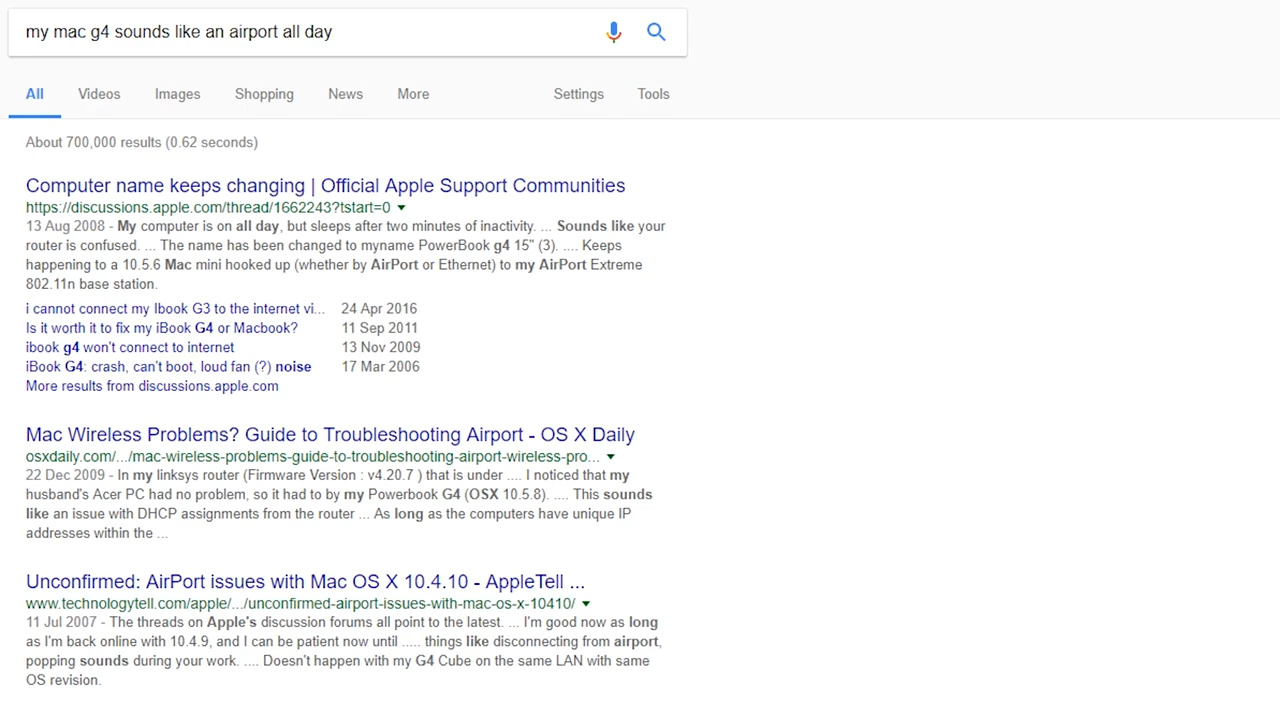 my mac g4 sounds like an airport all day
All Videos Images Shopping News More Settings Tools
About 700,000 results (0.62 seconds)
Computer name keeps changing | Official Apple Support Communities
https://discussions.apple.com/thread/1662243?tstart=0
13 Aug 2008 - My computer is on all day, but sleeps after two minutes of inactivity. ... Sounds like your
router is confused. ... The name has been changed to myname PowerBook g4 15" (3). .... Keeps
happening to a 10.5.6 Mac mini hooked up (whether by AirPort or Ethernet) to my AirPort Extreme
802.11n base station.
i cannot connect my Ibook G3 to the internet vi... 24 Apr 2016
Is it worth it to fix my iBook G4 or Macbook? 11 Sep 2011
ibook g4 won't connect to internet 13 Nov 2009
iBook G4: crash, can't boot, loud fan (?) noise 17 Mar 2006
More results from discussions.apple.com
Mac Wireless Problems? Guide to Troubleshooting Airport - OS X Daily
osxdaily.com/.../mac-wireless-problems-guide-to-troubleshooting-airport-wireless-pro...
22 Dec 2009 - In my linksys router (Firmware Version : v4.20.7 ) that is under .... I noticed that my
husband's Acer PC had no problem, so it had to by my Powerbook G4 (OSX 10.5.8). .... This sounds
like an issue with DHCP assignments from the router ... As long as the computers have unique IP
addresses within the ...
Unconfirmed: AirPort issues with Mac OS X 10.4.10 - AppleTell ...
www.technologytell.com/apple/.../unconfirmed-airport-issues-with-mac-os-x-10410/
11 Jul 2007 - The threads on Apple's discussion forums all point to the latest. ... I'm good now as long
as I'm back online with 10.4.9, and I can be patient now until ..... things like disconnecting from airport,
popping sounds during your work. .... Doesn't happen with my G4 Cube on the same LAN with same
OS revision.